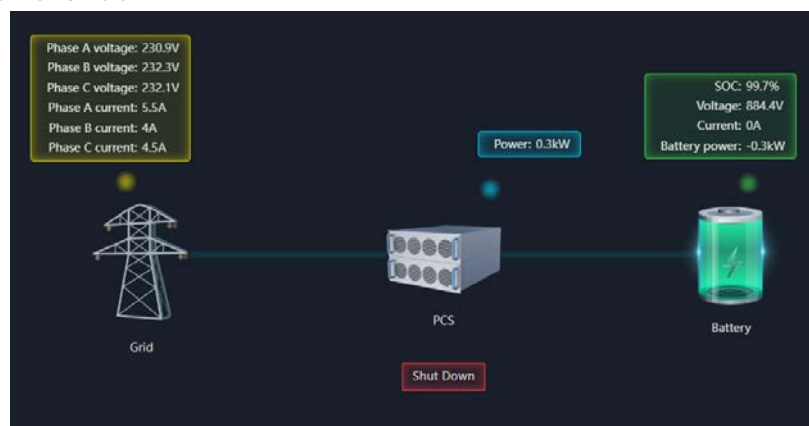 Phase A voltage: 230.9V
Phase B voltage: 232.3V
Phase C voltage: 232.1V
Phase A current: 5.5A
Phase B current: 4A
Phase C current: 4.5A
Power: 0.3kW
SOC: 99.7%
Voltage: 884.4V
Current: 0A
Battery power: -0.3kW
Grid
PCS
Battery
Shut Down